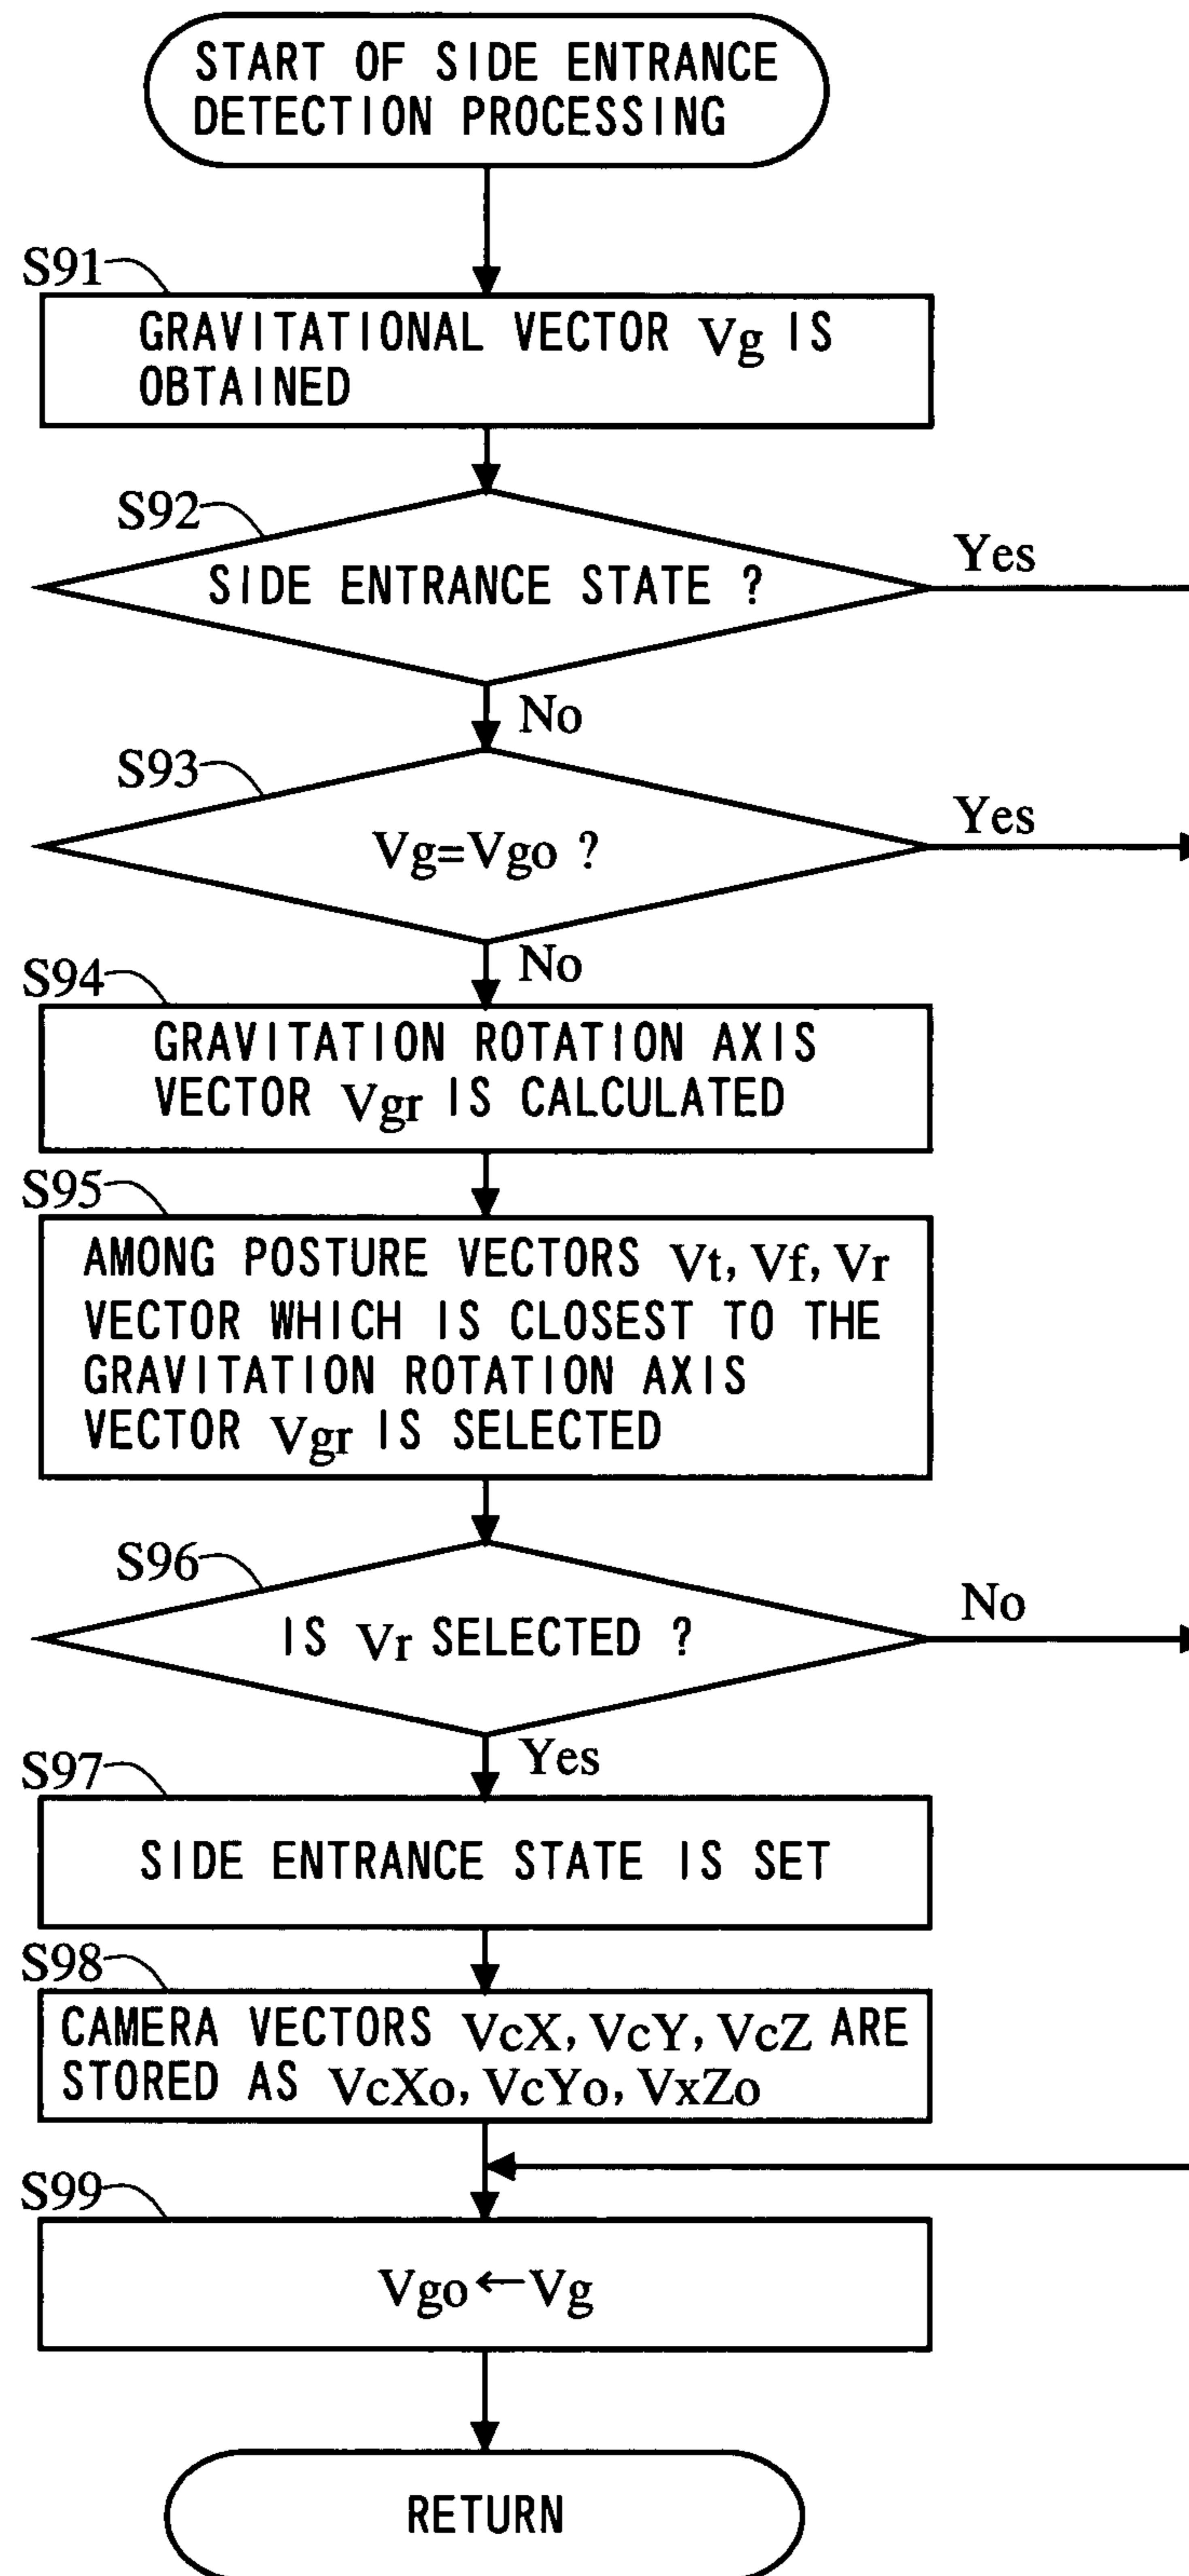 START OF SIDE ENTRANCE
DETECTION PROCESSING
S91
GRAVITATIONAL VECTOR Vg IS
OBTAINED
S92
SIDE ENTRANCE STATE ?
Yes
No
S93
Vg=Vgo ?
Yes
No
S94
GRAVITATION ROTATION AXIS
VECTOR Vgr IS CALCULATED
S95
AMONG POSTURE VECTORS Vt, Vf, Vr
VECTOR WHICH IS CLOSEST TO THE
GRAVITATION ROTATION AXIS
VECTOR Vgr IS SELECTED
S96
IS Vr SELECTED ?
No
Yes
S97
SIDE ENTRANCE STATE IS SET
S98
CAMERA VECTORS VcX, VcY, VcZ ARE
STORED AS VcXo, VcYo, VxZo
S99
Vgo←Vg
RETURN